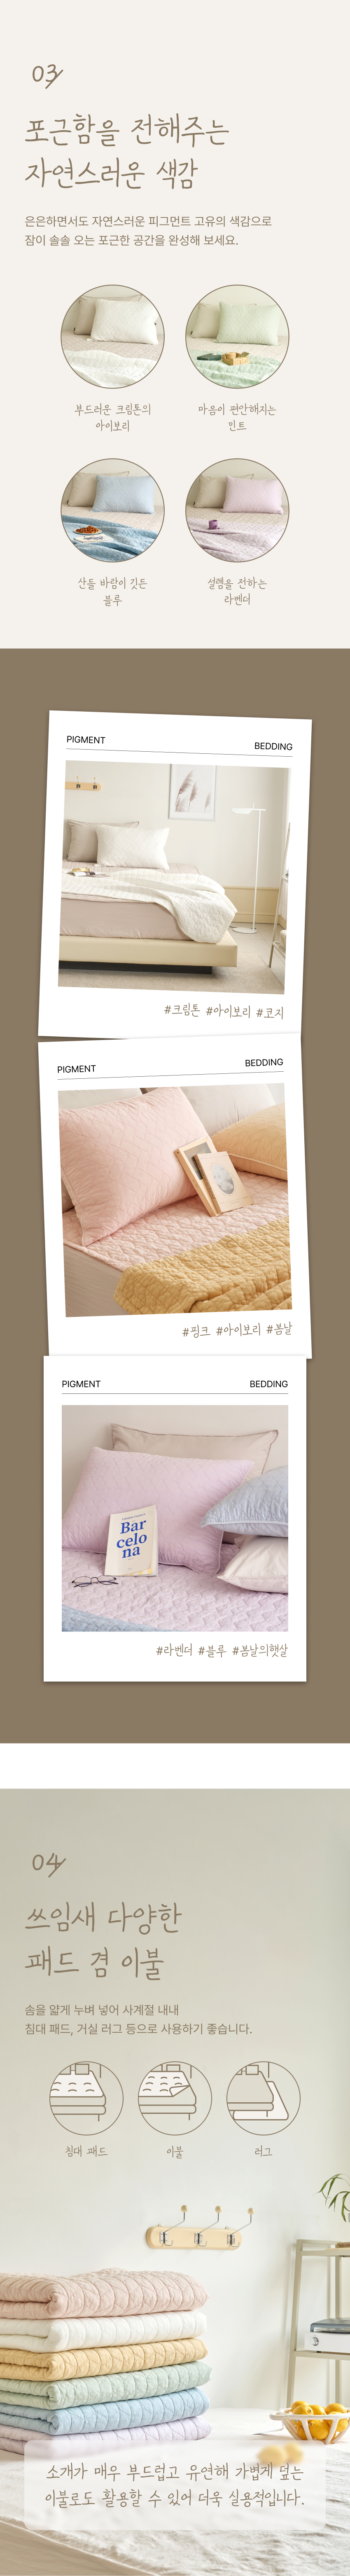 03
포근함을 전해주는
자연스러운 색감
은은하면서도 자연스러운 피그먼트 고유의 색감으로
잠이 솔솔 오는 포근한 공간을 완성해 보세요.
부드러운 크림톤의
아이보리
마음이 편안해지는
민트
산들 바람이 깃든
블루
설렘을 전하는
라벤더
PIGMENT
BEDDING
#크림톤 #아이보리 #코지
PIGMENT
BEDDING
#핑크 #아이보리 #봄날
PIGMENT
BEDDING
Bar
celo
na
#라벤더 #블루 #봄날의햇살
04
쓰임새 다양한
패드 겸 이불
솜을 얇게 누벼 넣어 사계절 내내
침대 패드, 거실 러그 등으로 사용하기 좋습니다.
침대 패드
이불
러그
소개가 매우 부드럽고 유연해 가볍게 덮는
이불로도 활용할 수 있어 더욱 실용적입니다.